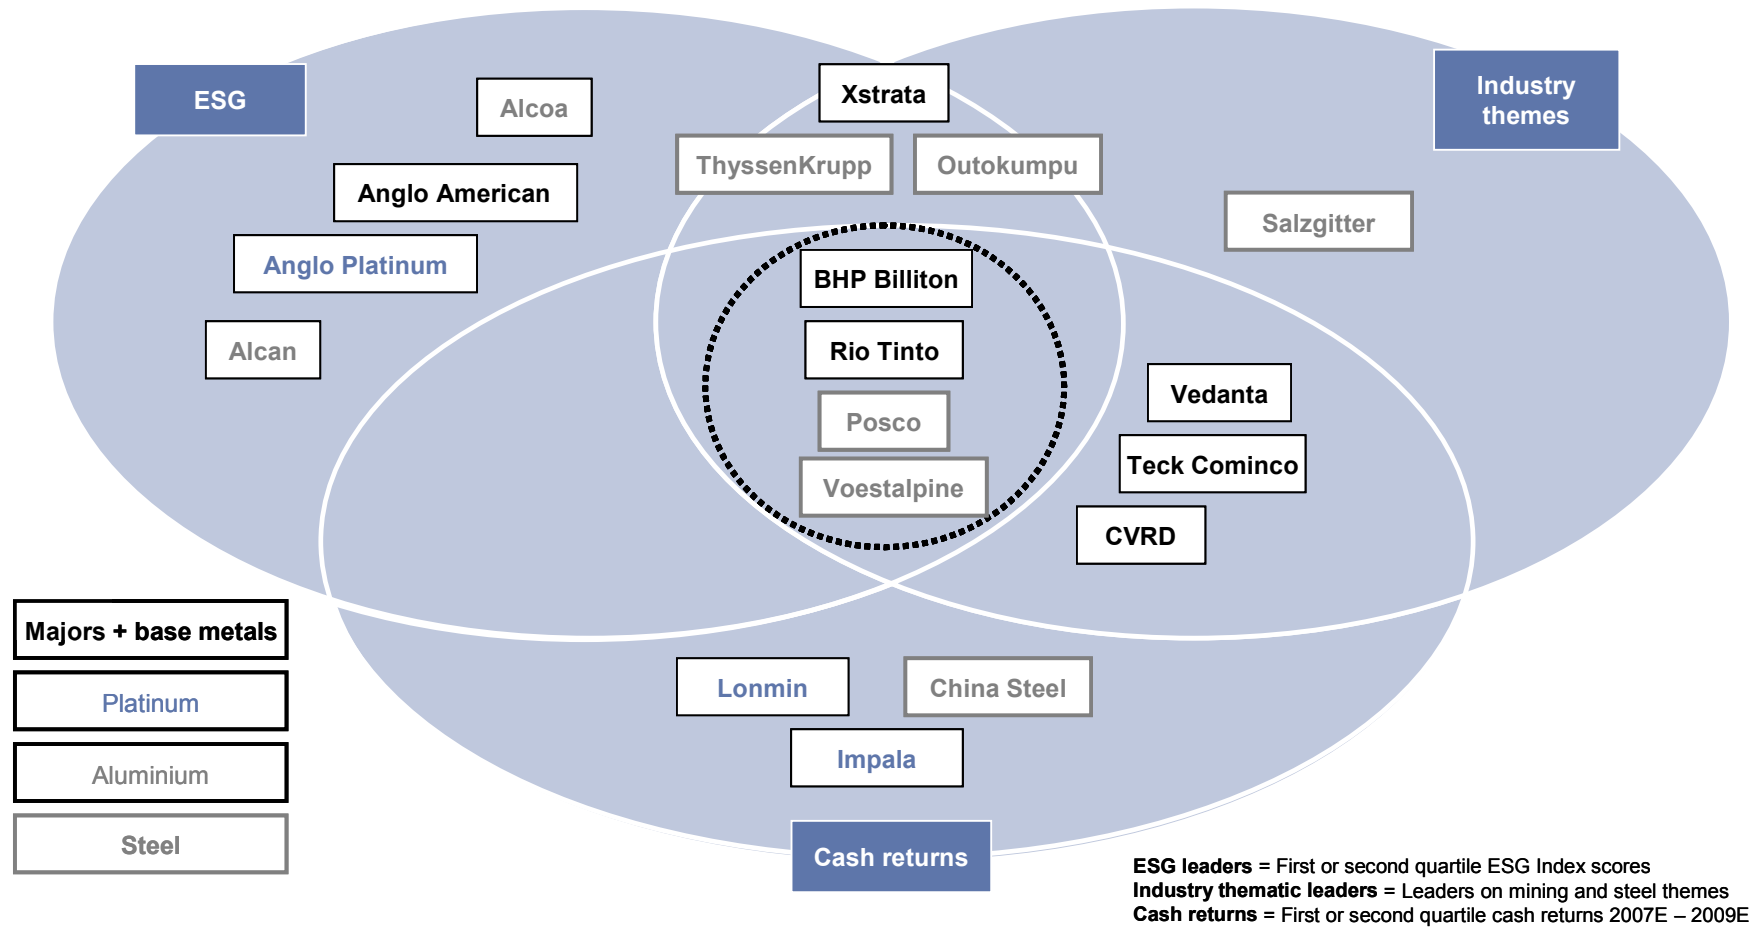 ESG
Industry
themes
Alcoa
Xstrata
ThyssenKrupp
Outokumpu
Anglo American
Salzgitter
Anglo Platinum
BHP Billiton
Alcan
Rio Tinto
Vedanta
Posco
Teck Cominco
Voestalpine
CVRD
Majors + base metals
Platinum
Aluminium
Steel
Lonmin
China Steel
Impala
Cash returns
ESG leaders = First or second quartile ESG Index scores
Industry thematic leaders = Leaders on mining and steel themes
Cash returns = First or second quartile cash returns 2007E – 2009E